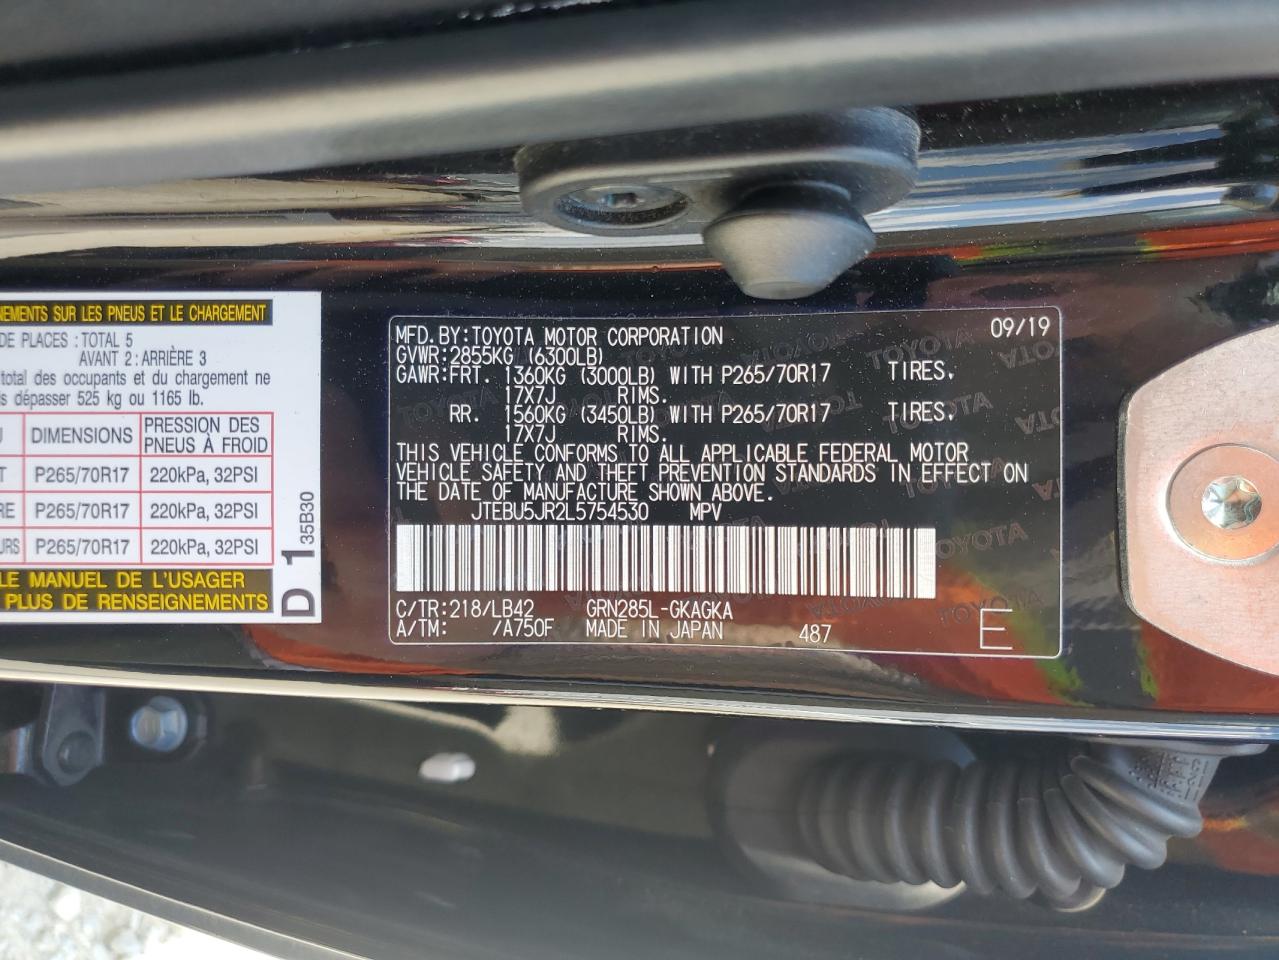 NEMENTS SUR LES PNEUS ET LE CHARGEMENT
DE PLACES : TOTAL 5
AVANT 2 : ARRIÈRE 3
total des occupants et du chargement ne
s dépasser 525 kg ou 1165 lb.
U DIMENSIONS PRESSION DES PNEUS À FROID
T P265/70R17 220kPa, 32PSI
RE P265/70R17 220kPa, 32PSI
URS P265/70R17 220kPa, 32PSI
LE MANUEL DE L'USAGER
PLUS DE RENSEIGNEMENTS
D 1 35B30
MFD. BY: TOYOTA MOTOR CORPORATION 09/19
GVWR: 2855KG (6300LB)
GAWR: FRT. 1360KG (3000LB) WITH P265/70R17 TIRES.
17X7J RIMS.
RR. 1560KG (3450LB) WITH P265/70R17 TIRES.
17X7J RIMS.
THIS VEHICLE CONFORMS TO ALL APPLICABLE FEDERAL MOTOR
VEHICLE SAFETY AND THEFT PREVENTION STANDARDS IN EFFECT ON
THE DATE OF MANUFACTURE SHOWN ABOVE.
JTEBU5JR2L5754530 MPV
C/TR: 218/LB42 GRN285L-GKAGKA
A/TM: /A750F MADE IN JAPAN 487 E